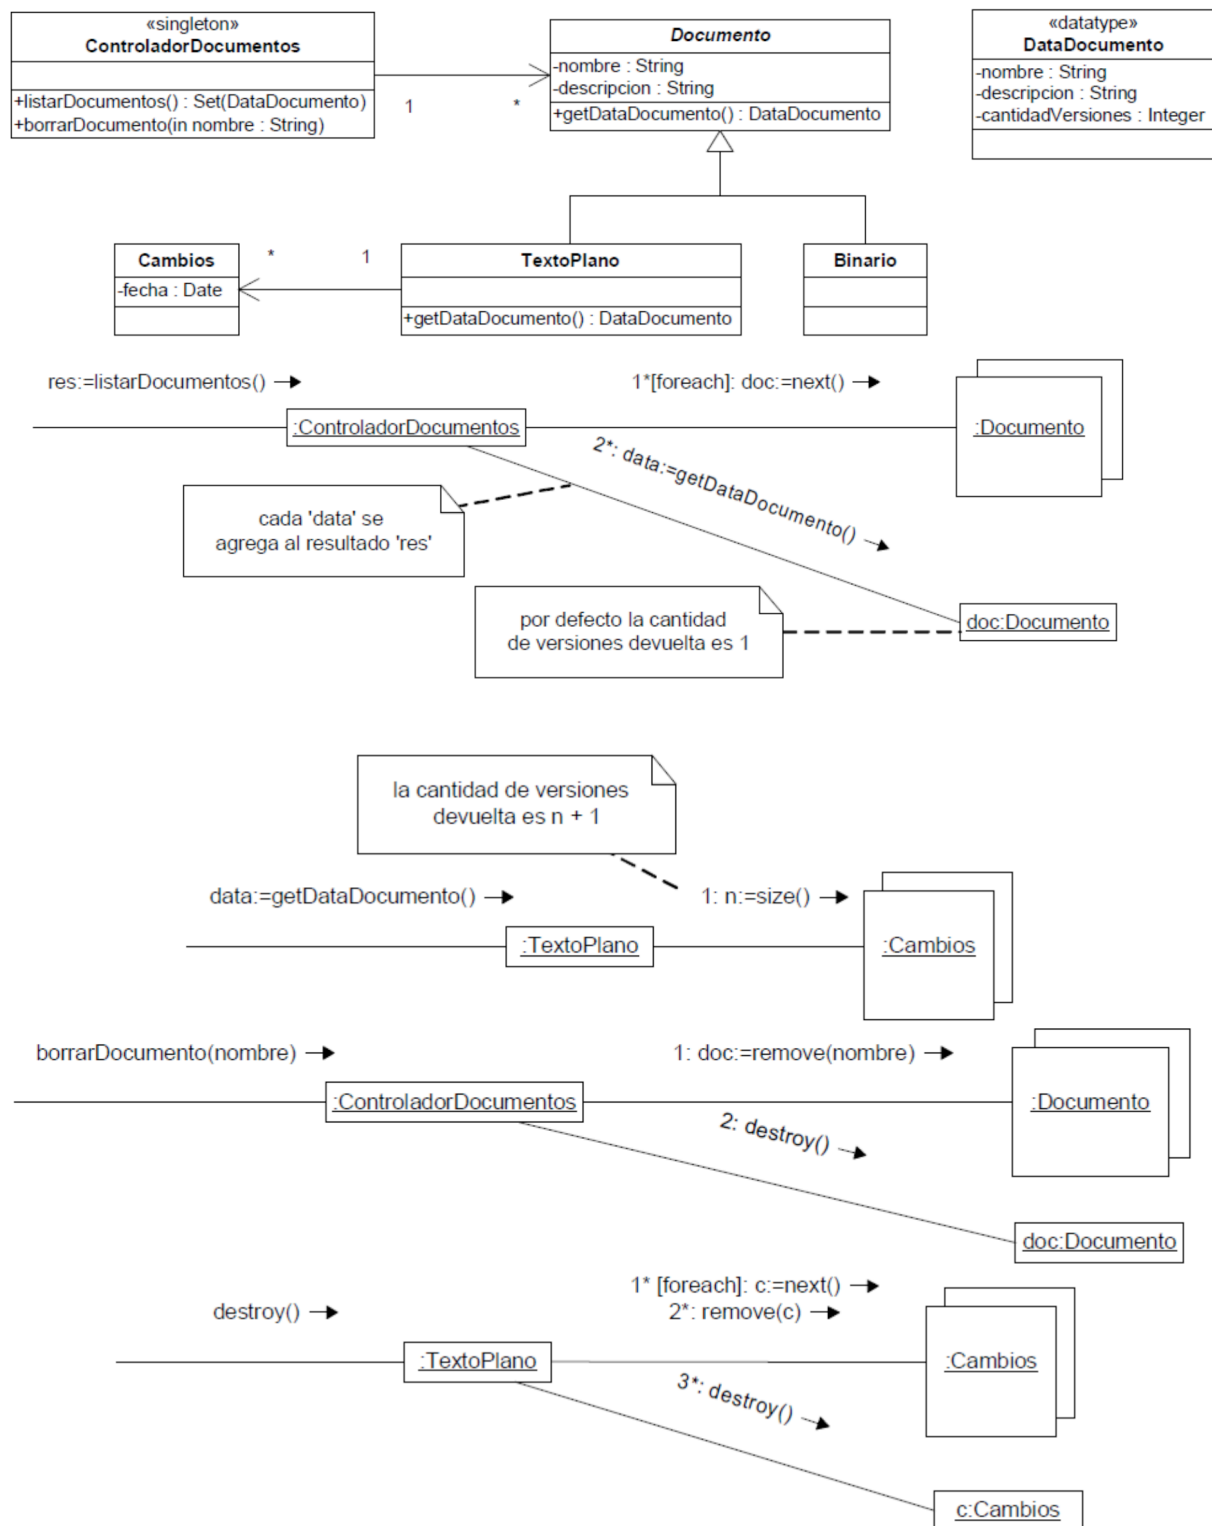 «singleton»
ControladorDocumentos
+listarDocumentos() : Set(DataDocumento)
+borrarDocumento(in nombre : String)
1
*
Documento
-nombre : String
-descripcion : String
+getDataDocumento() : DataDocumento
«datatype»
DataDocumento
-nombre : String
-descripcion : String
-cantidadVersiones : Integer
Cambios
-fecha : Date
*
1
TextoPlano
+getDataDocumento() : DataDocumento
Binario
res:=listarDocumentos()
1*[foreach]: doc:=next()
:ControladorDocumentos
:Documento
2*: data:=getDataDocumento()
cada 'data' se
agrega al resultado 'res'
por defecto la cantidad
de versiones devuelta es 1
doc:Documento
la cantidad de versiones
devuelta es n + 1
data:=getDataDocumento()
1: n:=size()
:TextoPlano
:Cambios
borrarDocumento(nombre)
1: doc:=remove(nombre)
:ControladorDocumentos
:Documento
2: destroy()
doc:Documento
destroy()
1* [foreach]: c:=next()
2*: remove(c)
:TextoPlano
:Cambios
3*: destroy()
c:Cambios